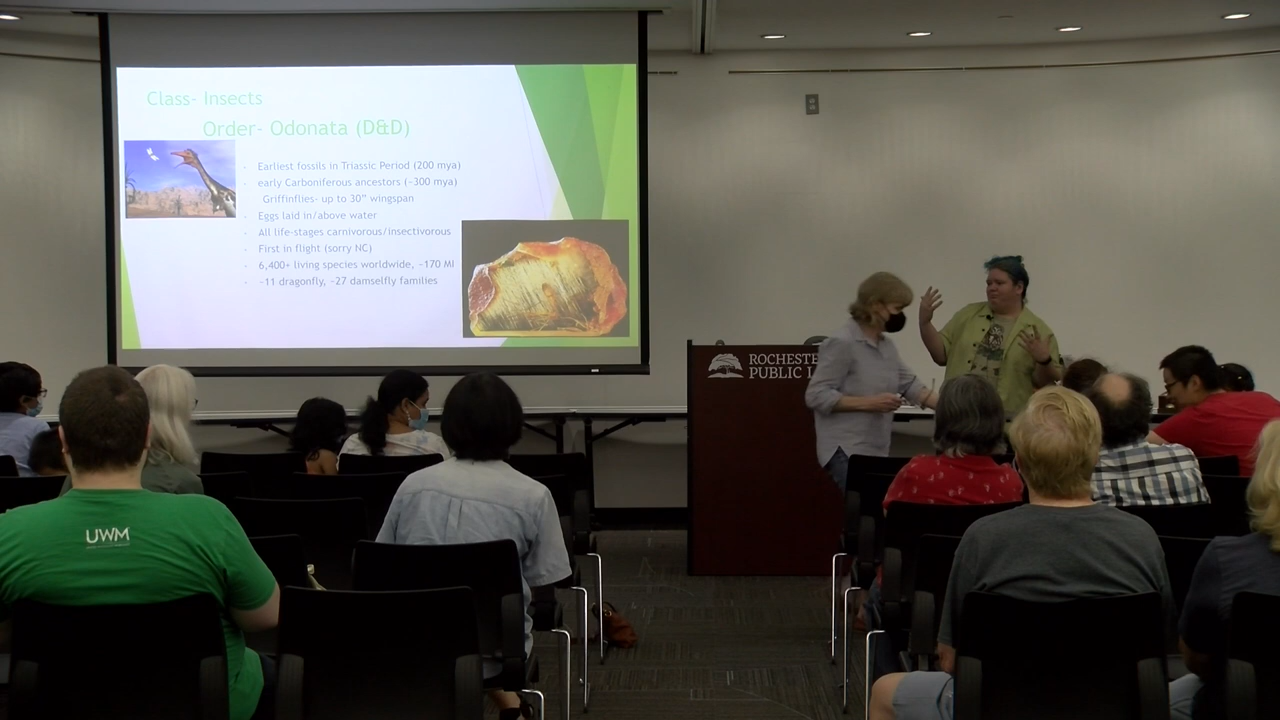 Class- Insects
Order- Odonata (D&D)
- Earliest fossils in Triassic Period (200 mya)
- early Carboniferous ancestors (~300 mya)
Griffinflies- up to 30" wingspan
- Eggs laid in/above water
- All life-stages carnivorous/insectivorous
- First in flight (sorry NC)
- 6,400+ living species worldwide, ~170 MI
- ~11 dragonfly, ~27 damselfly families
ROCHESTE
PUBLIC L
UWM